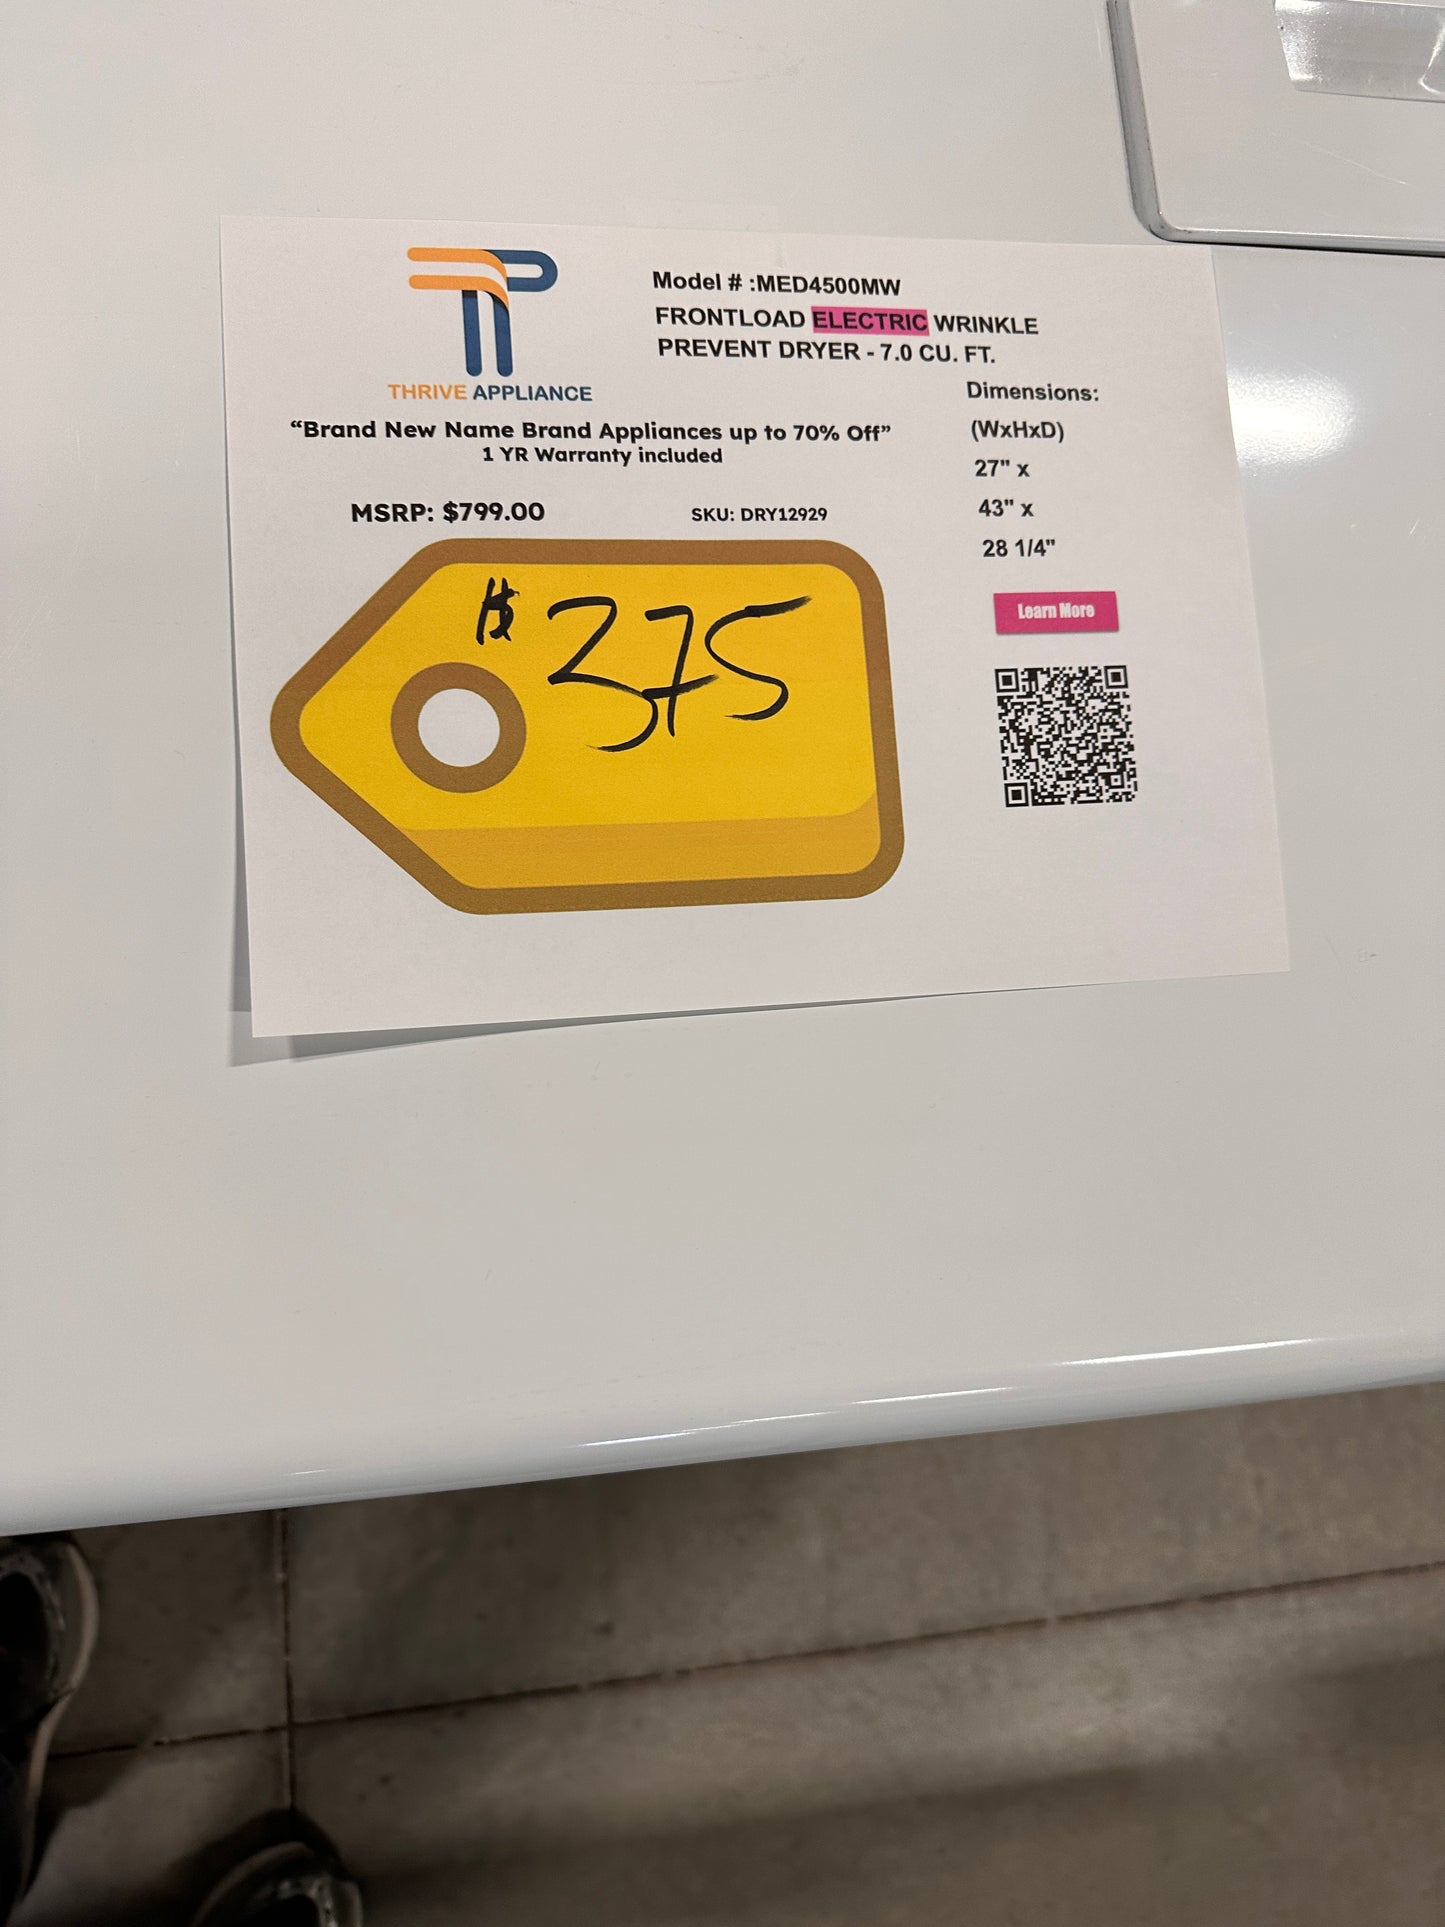 Model # :MED4500MW
FRONTLOAD ELECTRIC WRINKLE
PREVENT DRYER - 7.0 CU. FT.
THRIVE APPLIANCE
"Brand New Name Brand Appliances up to 70% Off"
1 YR Warranty included
MSRP: $799.00
SKU: DRY12929
$375
Dimensions:
(WxHxD)
27" x
43" x
28 1/4"
Learn More